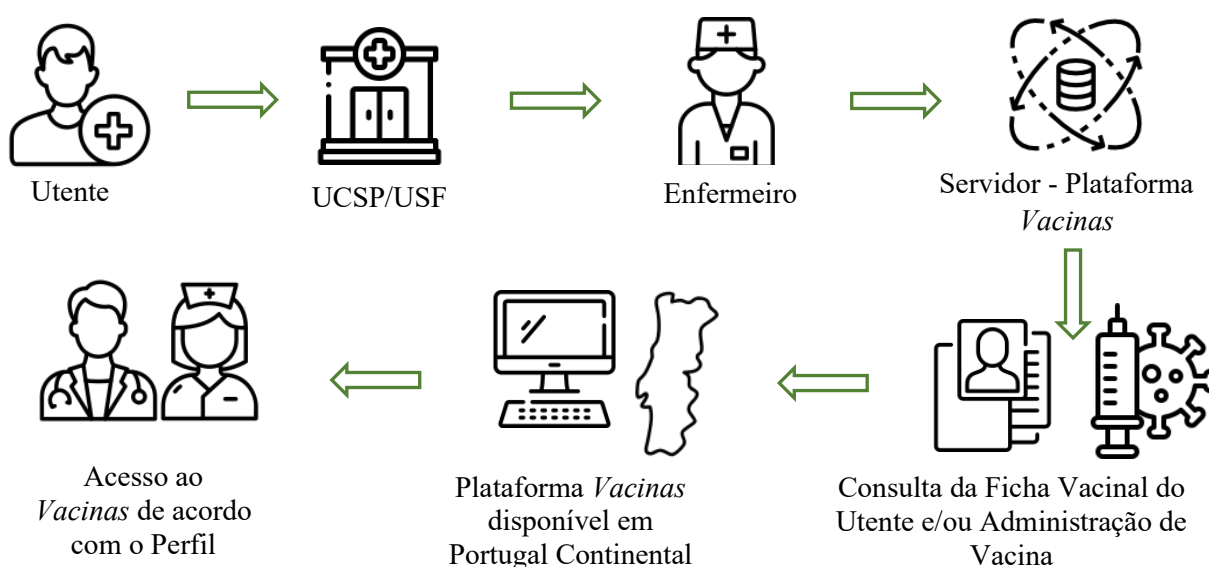 Utente
UCSP/USF
Enfermeiro
Servidor - Plataforma
Vacinas
Acesso ao
Vacinas de acordo
com o Perfil
Plataforma Vacinas
disponível em
Portugal Continental
Consulta da Ficha Vacinal do
Utente e/ou Administração de
Vacina